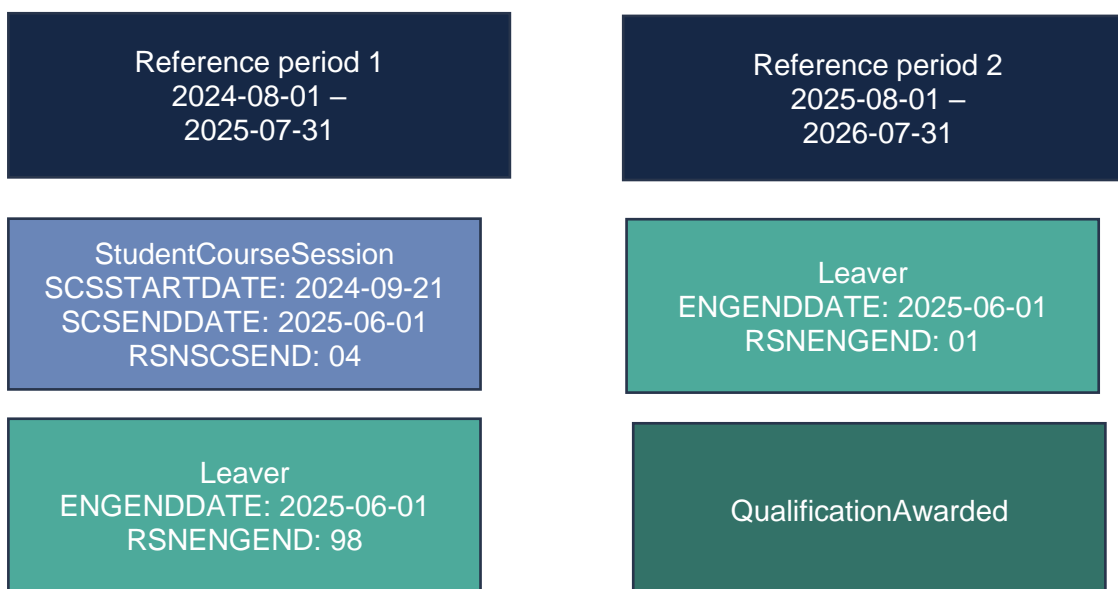 Reference period 1
2024-08-01 –
2025-07-31
Reference period 2
2025-08-01 –
2026-07-31
StudentCourseSession
SCSSTARTDATE: 2024-09-21
SCSENDDATE: 2025-06-01
RSNSCSEND: 04
Leaver
ENGENDDATE: 2025-06-01
RSNENGEND: 01
Leaver
ENGENDDATE: 2025-06-01
RSNENGEND: 98
QualificationAwarded